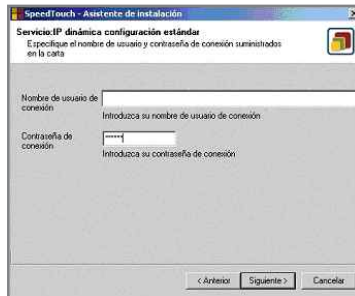 SpeedTouch - Asistente de instalación
Servicio:IP dinámica configuración estándar
Especifique el nombre de usuario y contraseña de conexión suministrados
en la carta
Nombre de usuario de
conexión
Introduzca su nombre de usuario de conexión
Contraseña de
conexión
Introduzca su contraseña de conexión
< Anterior
Siguiente >
Cancelar